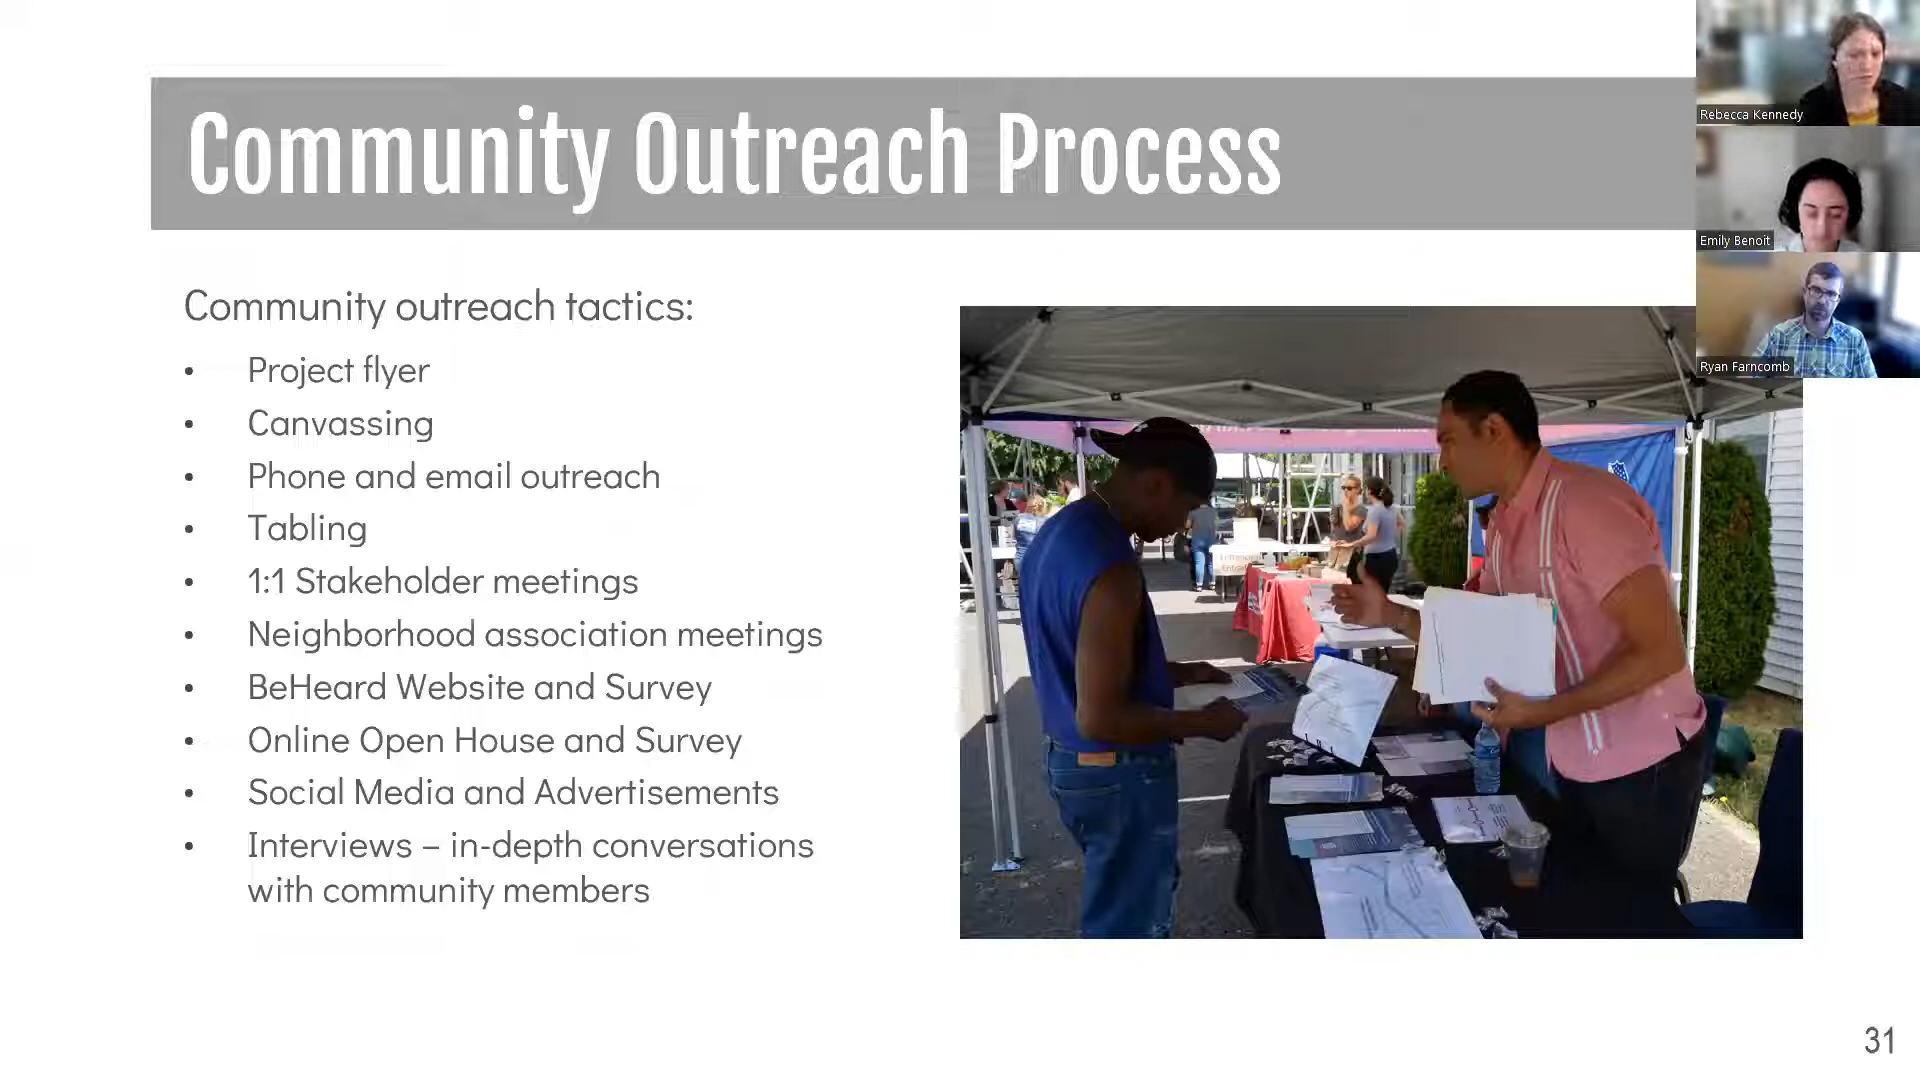 Community Outreach Process
Community outreach tactics:
• Project flyer
• Canvassing
• Phone and email outreach
• Tabling
• 1:1 Stakeholder meetings
• Neighborhood association meetings
• BeHeard Website and Survey
• Online Open House and Survey
• Social Media and Advertisements
• Interviews – in-depth conversations
with community members
Rebecca Kennedy
Emily Benoit
Ryan Farncomb
31